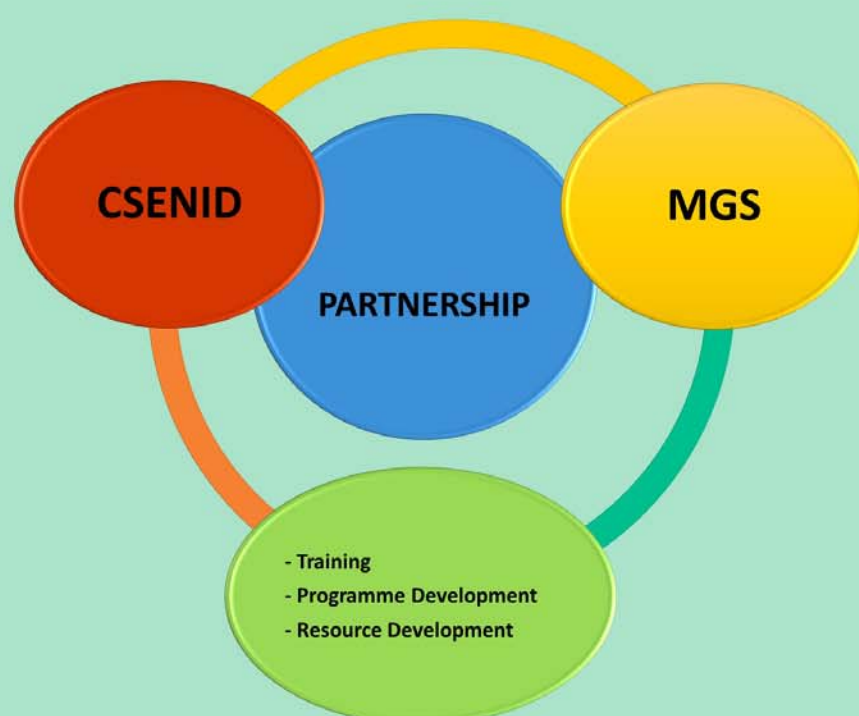 CSENID
MGS
PARTNERSHIP
- Training
- Programme Development
- Resource Development